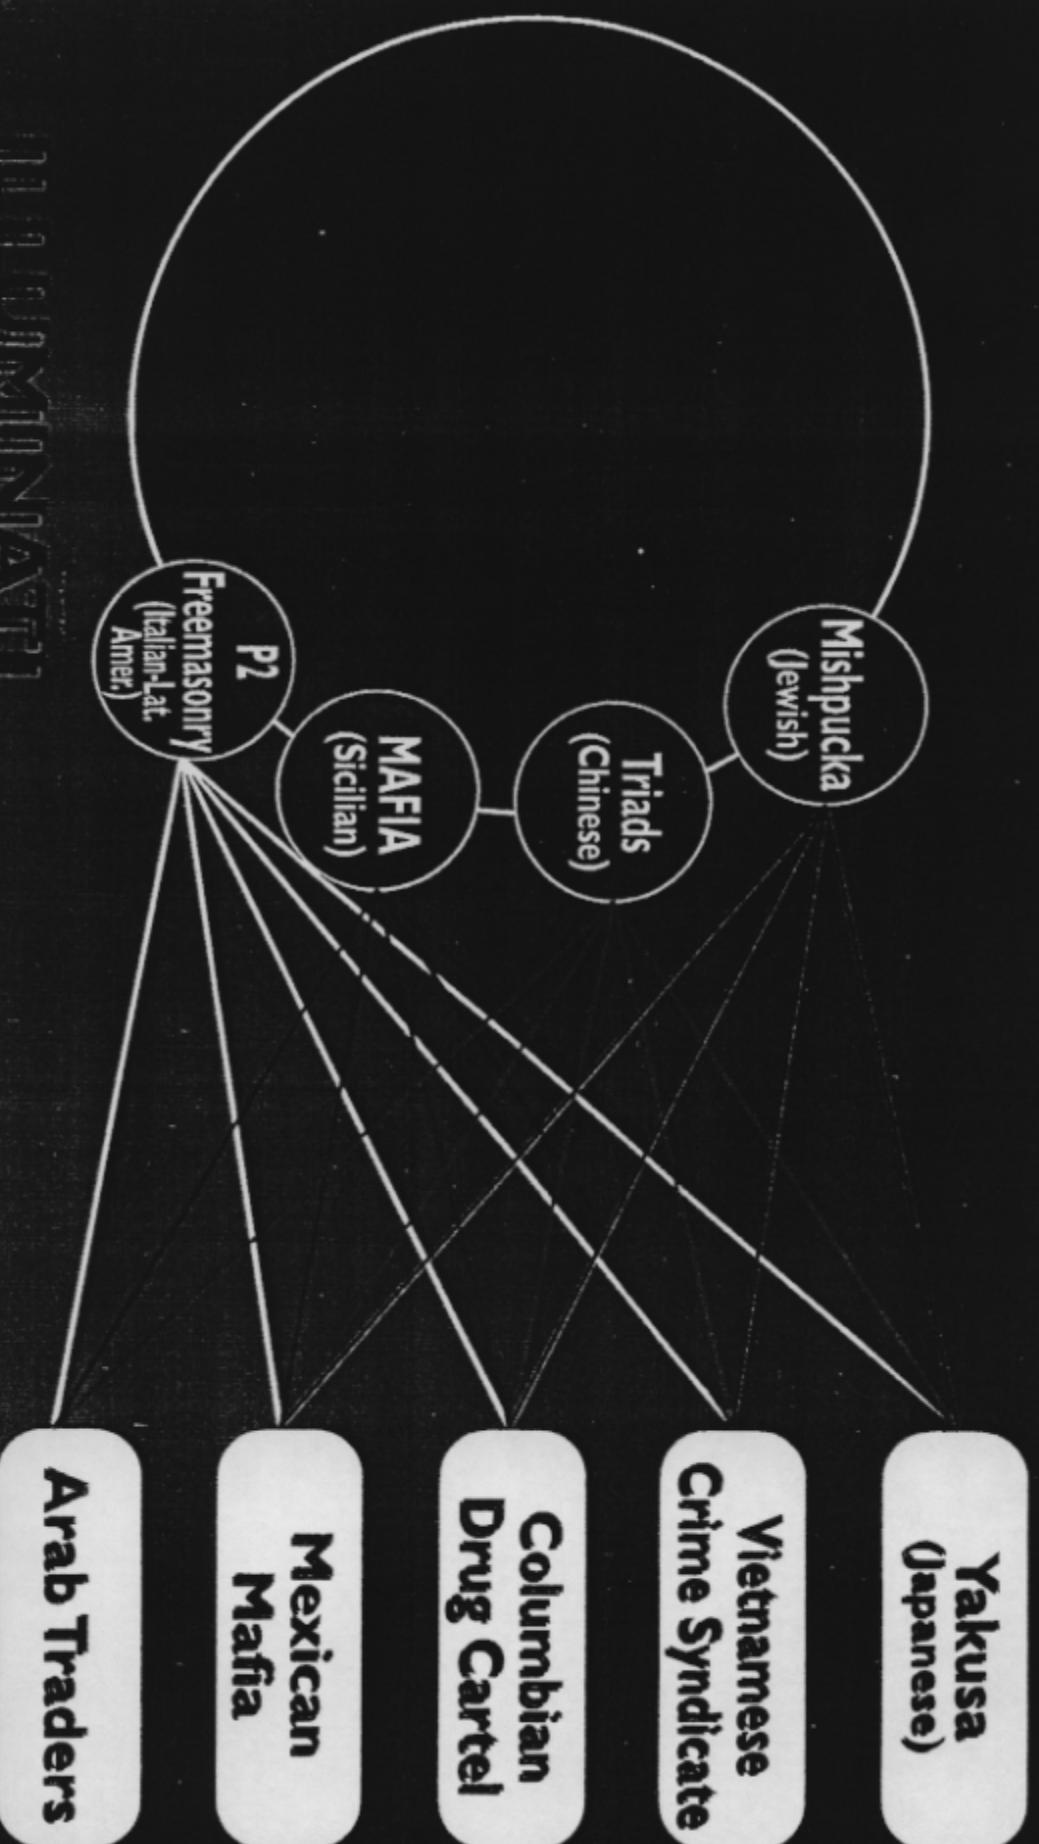 ILLUMINATI
P2
Freemasonry
(Italian-Lat.
Amer.)
MAFIA
(Sicilian)
Triads
(Chinese)
Mishpucka
(Jewish)
Arab Traders
Mexican
Mafia
Columbian
Drug Cartel
Vietnamese
Crime Syndicate
Yakusa
(Japanese)